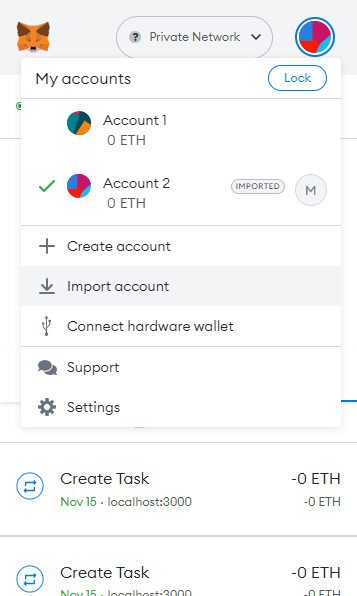 Private Network
My accounts
Lock
Account 1
0 ETH
Account 2
IMPORTED
M
0 ETH
Create account
Import account
Connect hardware wallet
Support
Settings
Create Task
-0 ETH
Nov 15 · localhost:3000
-0 ETH
Create Task
-0 ETH
Nov 15 · localhost:3000
-0 ETH